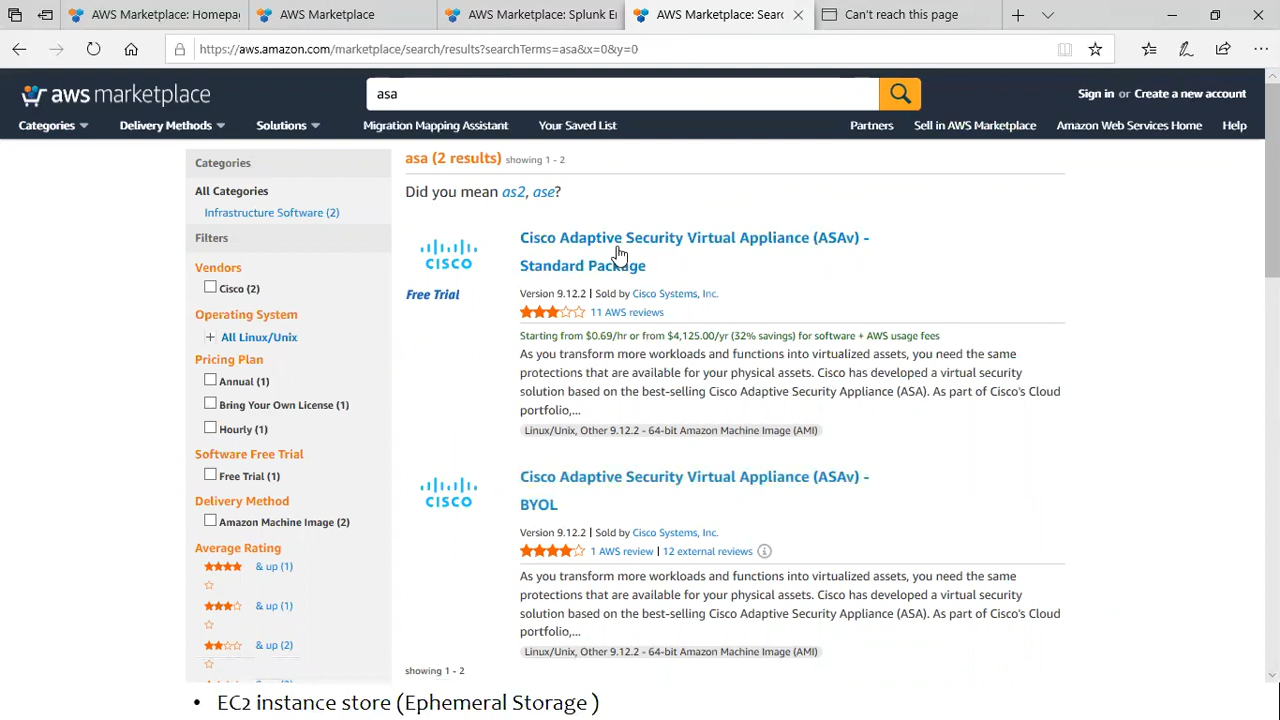 AWS Marketplace: Homepa
AWS Marketplace
AWS Marketplace: Splunk E
AWS Marketplace: Searc
Can't reach this page
https://aws.amazon.com/marketplace/search/results?searchTerms=asa&x=0&y=0
aws marketplace
asa
Sign in or Create a new account
Categories
Delivery Methods
Solutions
Migration Mapping Assistant
Your Saved List
Partners
Sell in AWS Marketplace
Amazon Web Services Home
Help
Categories
All Categories
Infrastructure Software (2)
Filters
Vendors
Cisco (2)
Operating System
All Linux/Unix
Pricing Plan
Annual (1)
Bring Your Own License (1)
Hourly (1)
Software Free Trial
Free Trial (1)
Delivery Method
Amazon Machine Image (2)
Average Rating
& up (1)
& up (1)
& up (2)
asa (2 results) showing 1 - 2
Did you mean as2, ase?
CISCO
Free Trial
Cisco Adaptive Security Virtual Appliance (ASAv) -
Standard Package
Version 9.12.2 | Sold by Cisco Systems, Inc.
11 AWS reviews
Starting from $0.69/hr or from $4,125.00/yr (32% savings) for software + AWS usage fees
As you transform more workloads and functions into virtualized assets, you need the same
protections that are available for your physical assets. Cisco has developed a virtual security
solution based on the best-selling Cisco Adaptive Security Appliance (ASA). As part of Cisco's Cloud
portfolio,...
Linux/Unix, Other 9.12.2 - 64-bit Amazon Machine Image (AMI)
CISCO
Cisco Adaptive Security Virtual Appliance (ASAv) -
BYOL
Version 9.12.2 | Sold by Cisco Systems, Inc.
1 AWS review | 12 external reviews
As you transform more workloads and functions into virtualized assets, you need the same
protections that are available for your physical assets. Cisco has developed a virtual security
solution based on the best-selling Cisco Adaptive Security Appliance (ASA). As part of Cisco's Cloud
portfolio,...
Linux/Unix, Other 9.12.2 - 64-bit Amazon Machine Image (AMI)
showing 1 - 2
• EC2 instance store (Ephemeral Storage )